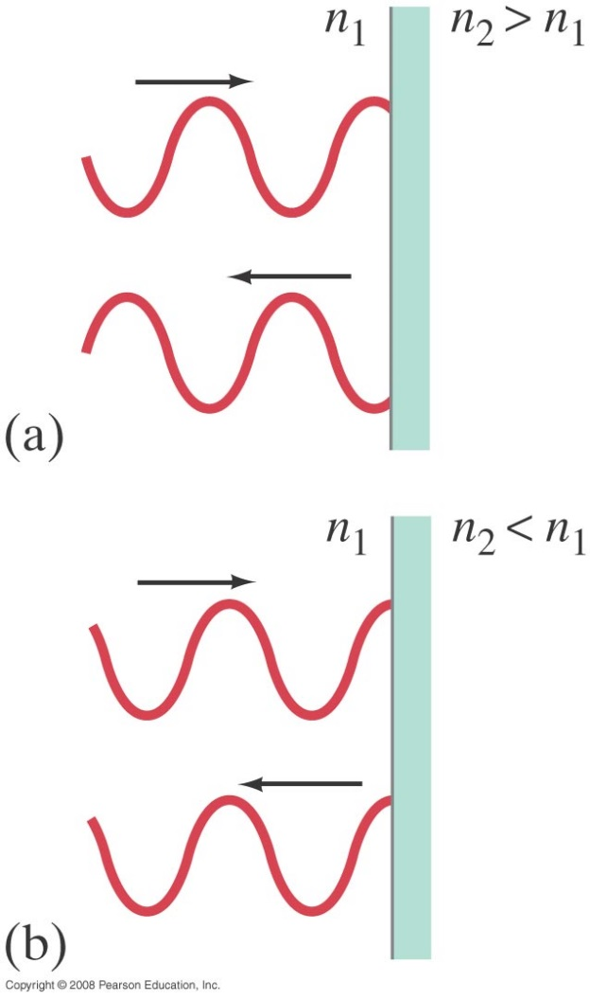 n₁ n₂ > n₁
(a)
n₁ n₂ < n₁
(b)
Copyright © 2008 Pearson Education, Inc.